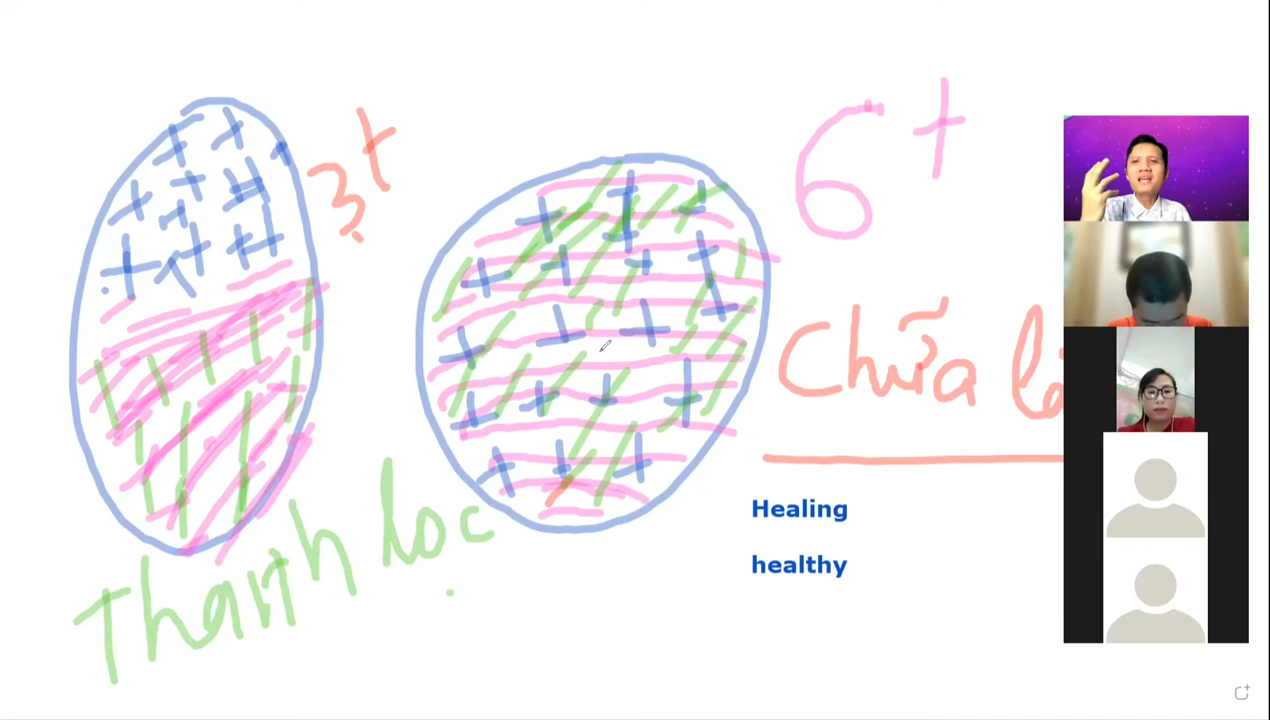 3t
6t
Chữa
Thanh lọc
Healing
healthy